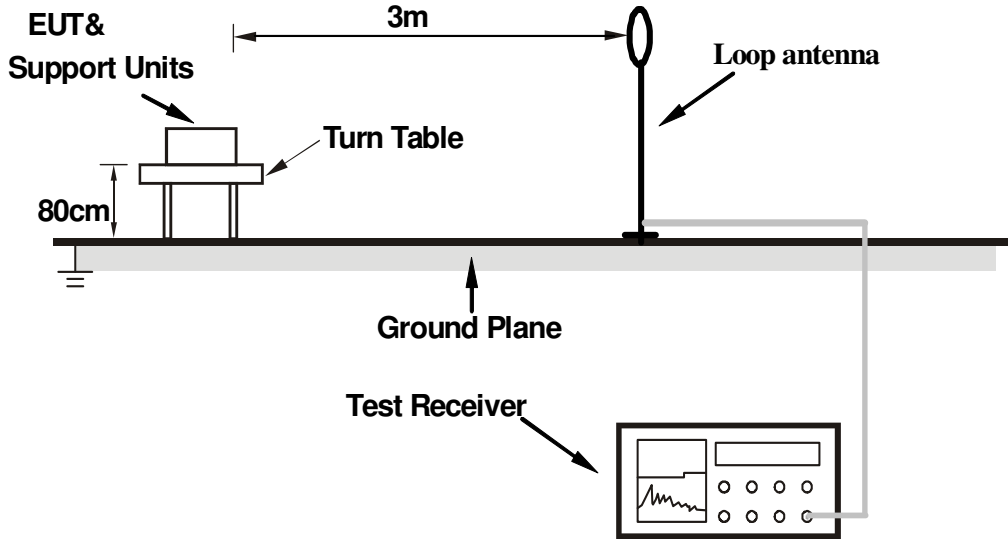 EUT&
Support Units
3m
Loop antenna
Turn Table
80cm
Ground Plane
Test Receiver